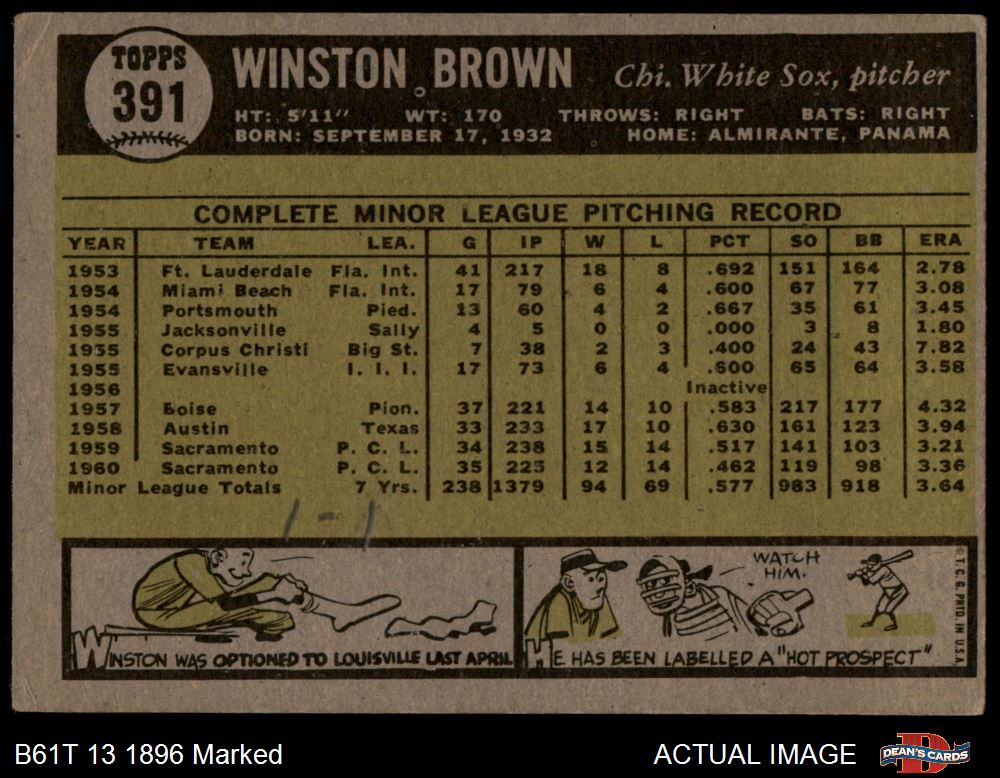 TOPPS
391
WINSTON BROWN Chi. White Sox, pitcher
HT: 5'11" WT: 170 THROWS: RIGHT BATS: RIGHT
BORN: SEPTEMBER 17, 1932 HOME: ALMIRANTE, PANAMA
COMPLETE MINOR LEAGUE PITCHING RECORD
YEAR TEAM LEA. G IP W L PCT SO BB ERA
1953 Ft. Lauderdale Fla. Int. 41 217 18 8 .692 151 164 2.78
1954 Miami Beach Fla. Int. 17 79 6 4 .600 67 77 3.08
1954 Portsmouth Pied. 13 60 4 2 .667 35 61 3.45
1955 Jacksonville Sally 4 5 0 0 .000 3 8 1.80
1955 Corpus Christi Big St. 7 38 2 3 .400 24 43 7.82
1955 Evansville I. I. I. 17 73 6 4 .600 65 64 3.58
1956 Inactive
1957 Boise Pion. 37 221 14 10 .583 217 177 4.32
1958 Austin Texas 33 233 17 10 .630 161 123 3.94
1959 Sacramento P. C. L. 34 238 15 14 .517 141 103 3.21
1960 Sacramento P. C. L. 35 225 12 14 .462 119 98 3.36
Minor League Totals 7 Yrs. 238 1379 94 69 .577 983 918 3.64
1-1
WINSTON WAS OPTIONED TO LOUISVILLE LAST APRIL
WATCH
HIM.
HE HAS BEEN LABELLED A "HOT PROSPECT"
© T. C. G. PRTD. IN U.S.A.
B61T 13 1896 Marked
ACTUAL IMAGE
DEAN'S CARDS